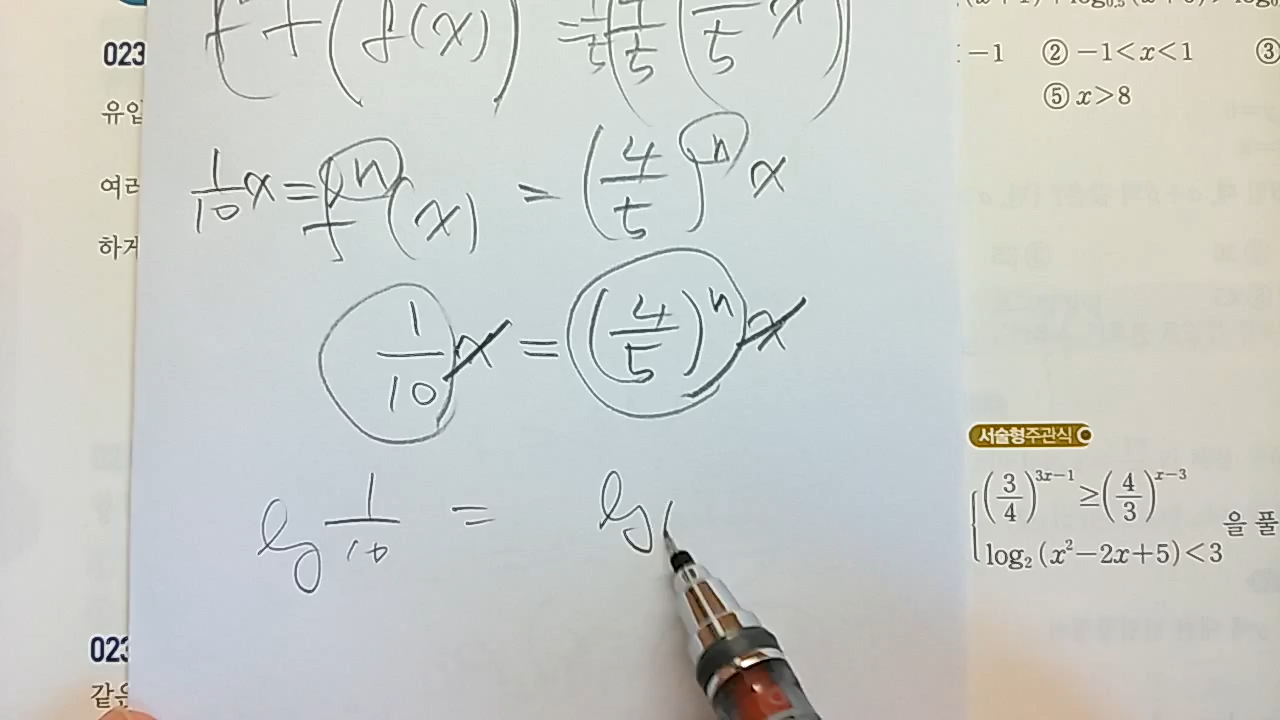 f(f(x)) = 4/5(4/5 x)
1/10 x = fⁿ(x) = (4/5)ⁿ x
1/10 x = (4/5)ⁿ x
log 1/10 = log(
023
유입
여러
하게
023
같은
−1 ② −1<x<1 ③
⑤ x>8
서술형주관식
(3/4)^(3x−1) ≥ (4/3)^(x−3)
log₂(x²−2x+5)<3
을 풀